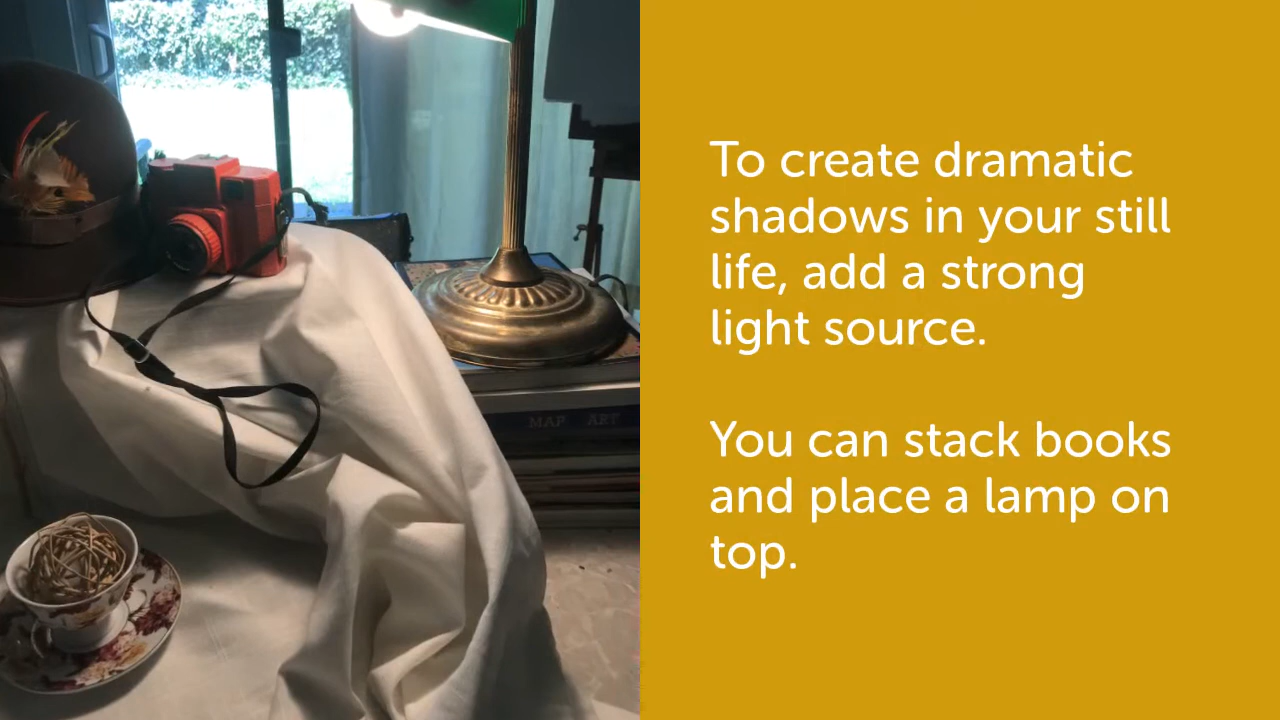 To create dramatic
shadows in your still
life, add a strong
light source.
You can stack books
and place a lamp on
top.
MAP ART